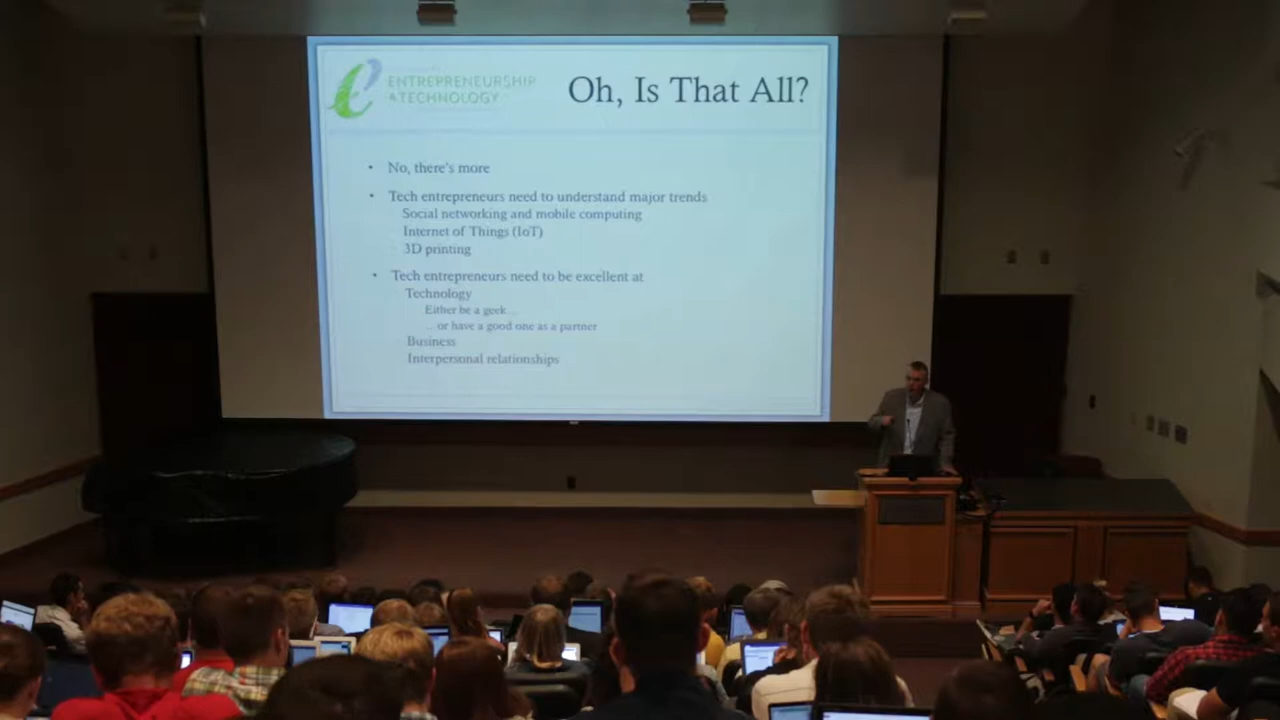 ENTREPRENEURSHIP
&TECHNOLOGY
Oh, Is That All?
• No, there's more
• Tech entrepreneurs need to understand major trends
Social networking and mobile computing
Internet of Things (IoT)
3D printing
• Tech entrepreneurs need to be excellent at
Technology
Either be a geek...
...or have a good one as a partner
Business
Interpersonal relationships